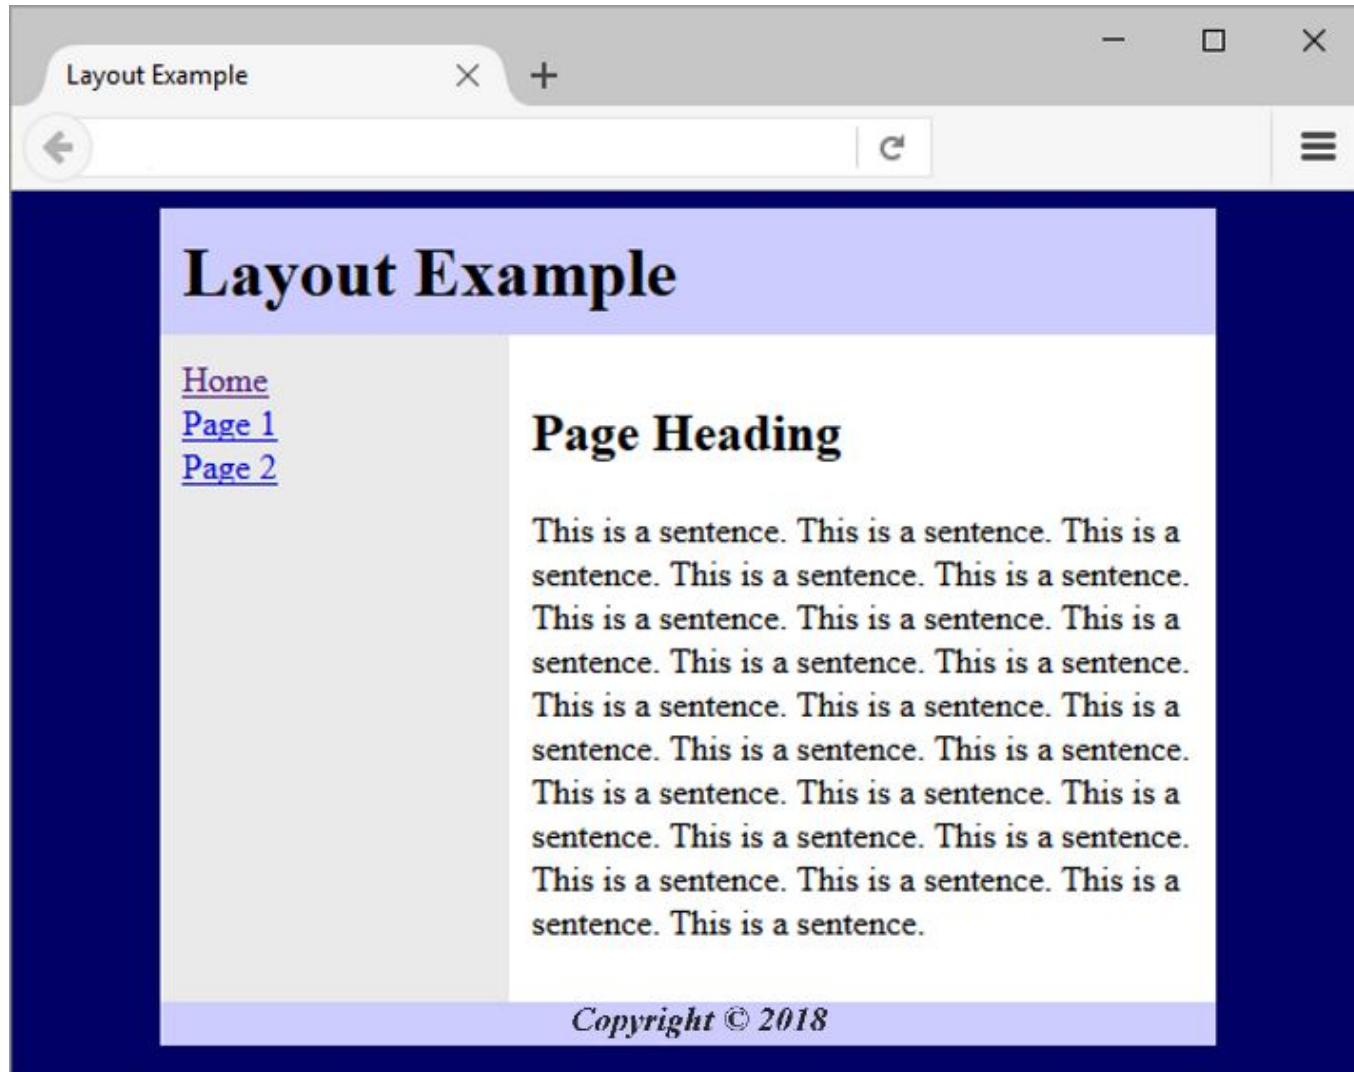 Layout Example
Layout Example
Home
Page 1
Page 2
Page Heading
This is a sentence. This is a sentence. This is a
sentence. This is a sentence. This is a sentence.
This is a sentence. This is a sentence. This is a
sentence. This is a sentence. This is a sentence.
This is a sentence. This is a sentence. This is a
sentence. This is a sentence. This is a sentence.
This is a sentence. This is a sentence. This is a
sentence. This is a sentence. This is a sentence.
This is a sentence. This is a sentence. This is a
sentence. This is a sentence.
Copyright © 2018